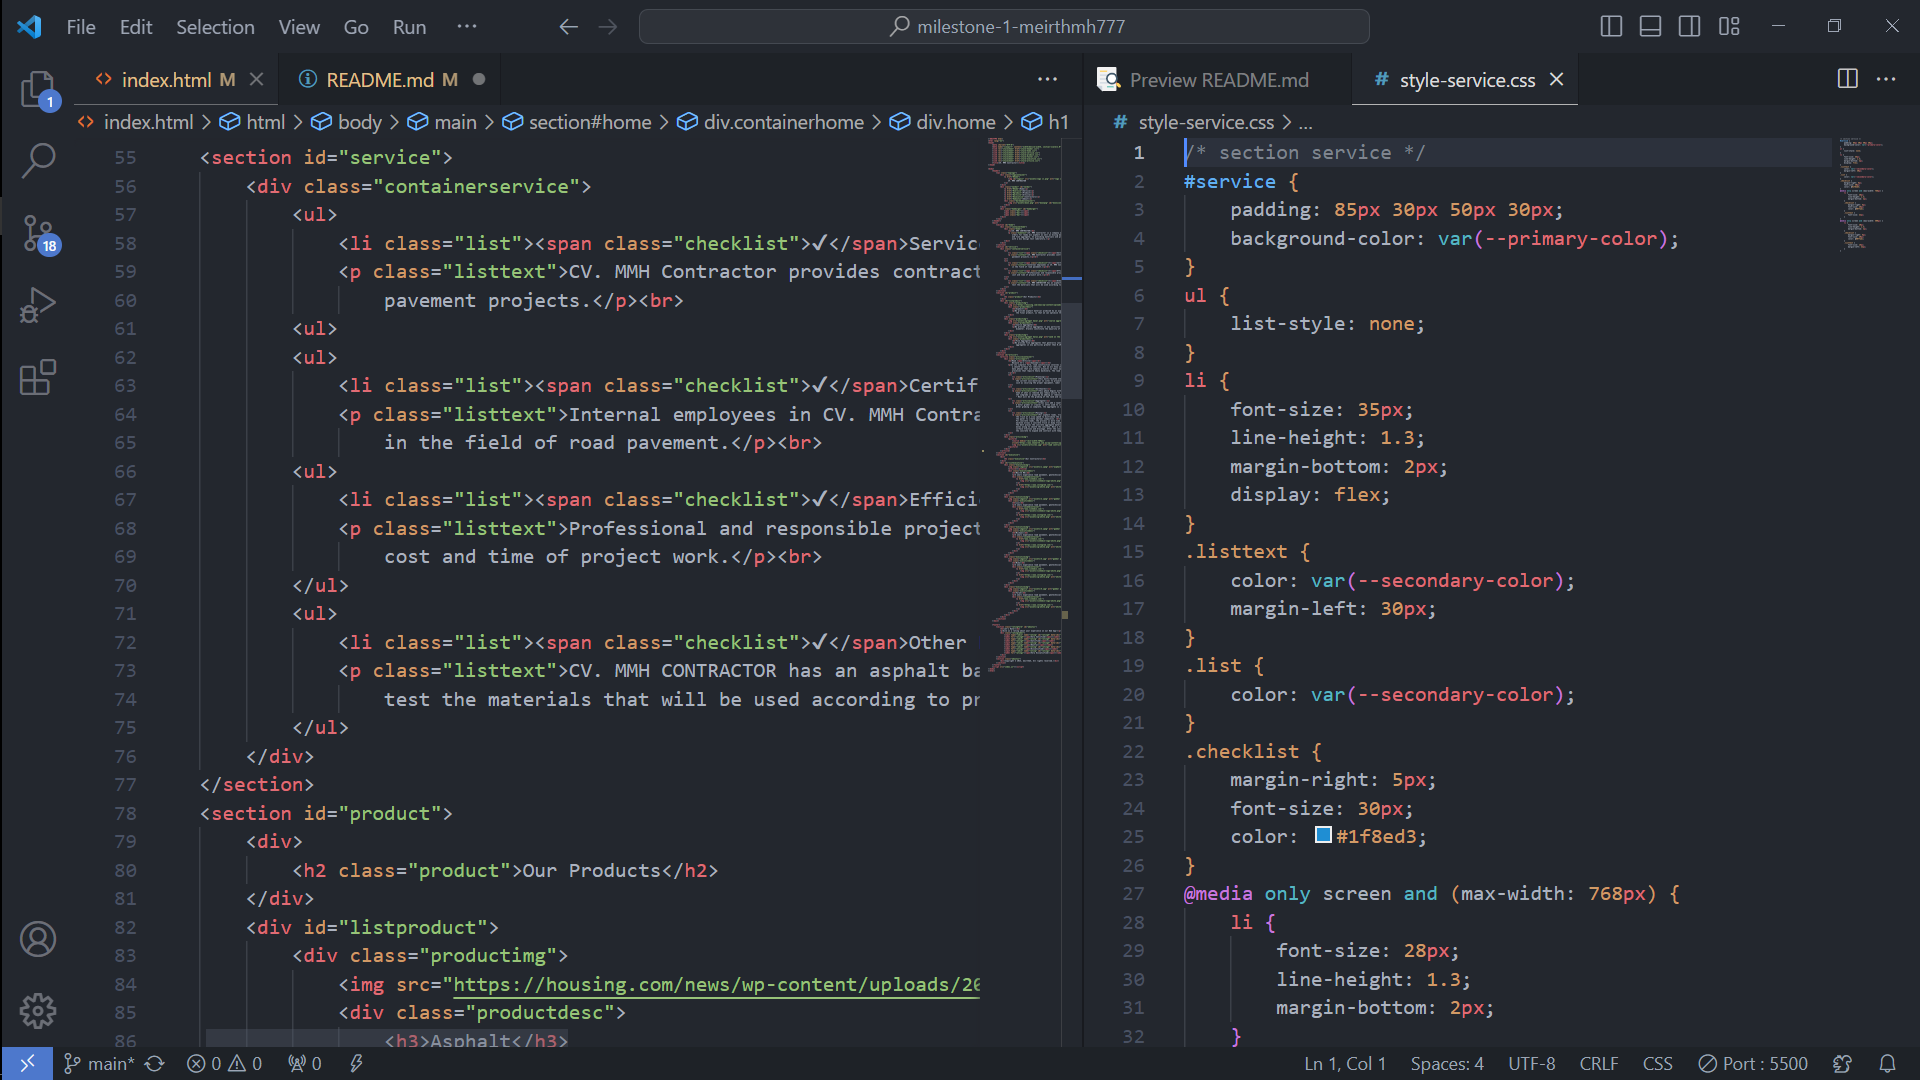 File Edit Selection View Go Run ···
milestone-1-meirthmh777
index.html M
README.md M
Preview README.md
# style-service.css
index.html > html > body > main > section#home > div.containerhome > div.home > h1
# style-service.css > ...
1
18
55 <section id="service">
56 <div class="containerservice">
57 <ul>
58 <li class="list"><span class="checklist">✓</span>Servic
59 <p class="listtext">CV. MMH Contractor provides contract
60 pavement projects.</p><br>
61 <ul>
62 <ul>
63 <li class="list"><span class="checklist">✓</span>Certif
64 <p class="listtext">Internal employees in CV. MMH Contra
65 in the field of road pavement.</p><br>
66 <ul>
67 <li class="list"><span class="checklist">✓</span>Effici
68 <p class="listtext">Professional and responsible project
69 cost and time of project work.</p><br>
70 </ul>
71 <ul>
72 <li class="list"><span class="checklist">✓</span>Other
73 <p class="listtext">CV. MMH CONTRACTOR has an asphalt ba
74 test the materials that will be used according to pr
75 </ul>
76 </div>
77 </section>
78 <section id="product">
79 <div>
80 <h2 class="product">Our Products</h2>
81 </div>
82 <div id="listproduct">
83 <div class="productimg">
84 <img src="https://housing.com/news/wp-content/uploads/20
85 <div class="productdesc">
86 <h3>Asphalt</h3>
1 /* section service */
2 #service {
3 padding: 85px 30px 50px 30px;
4 background-color: var(--primary-color);
5 }
6 ul {
7 list-style: none;
8 }
9 li {
10 font-size: 35px;
11 line-height: 1.3;
12 margin-bottom: 2px;
13 display: flex;
14 }
15 .listtext {
16 color: var(--secondary-color);
17 margin-left: 30px;
18 }
19 .list {
20 color: var(--secondary-color);
21 }
22 .checklist {
23 margin-right: 5px;
24 font-size: 30px;
25 color: #1f8ed3;
26 }
27 @media only screen and (max-width: 768px) {
28 li {
29 font-size: 28px;
30 line-height: 1.3;
31 margin-bottom: 2px;
32 }
main* 0 0 0
Ln 1, Col 1 Spaces: 4 UTF-8 CRLF CSS Port : 5500